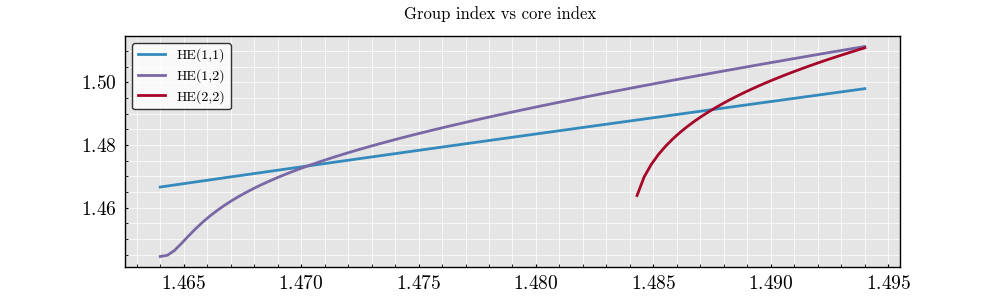 Group index vs core index
HE(1,1)
HE(1,2)
HE(2,2)
1.50
1.48
1.46
1.465 1.470 1.475 1.480 1.485 1.490 1.495